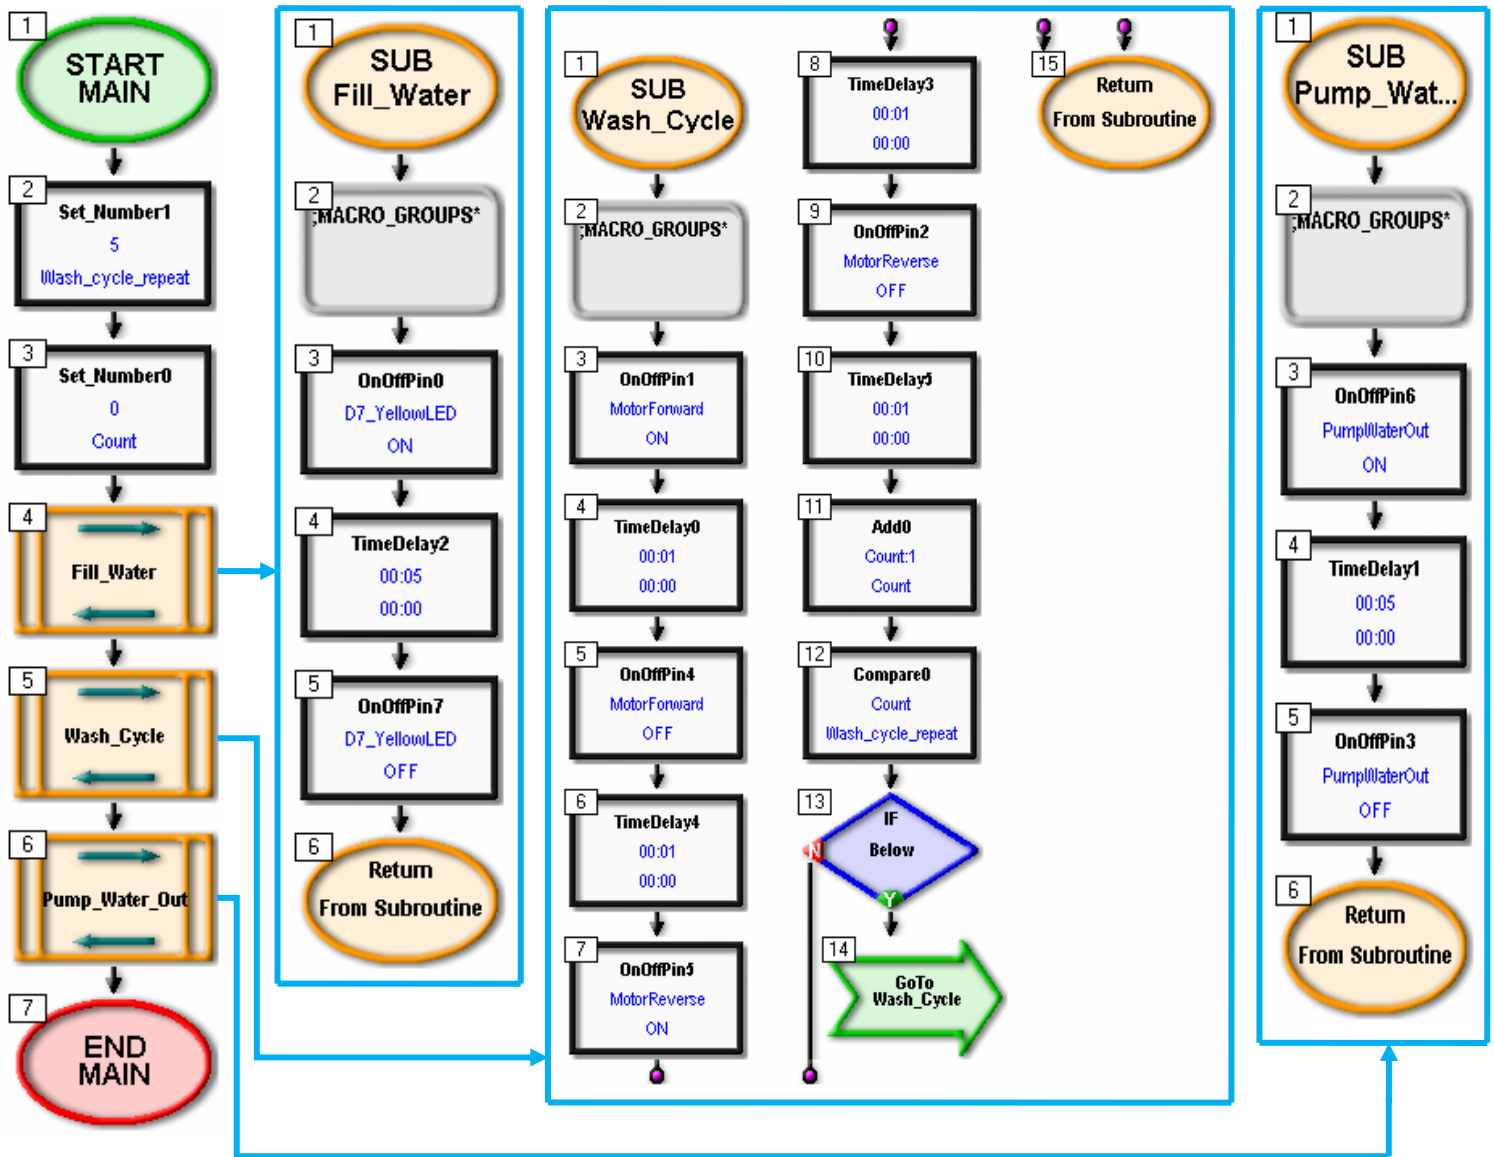 1
START
MAIN
2
Set_Number1
5
Wash_cycle_repeat
3
Set_Number0
0
Count
4
Fill_Water
5
Wash_Cycle
6
Pump_Water_Out
7
END
MAIN
1
SUB
Fill_Water
2
;MACRO_GROUPS*
3
OnOffPin0
D7_YellowLED
ON
4
TimeDelay2
00:05
00:00
5
OnOffPin7
D7_YellowLED
OFF
6
Return
From Subroutine
1
SUB
Wash_Cycle
2
;MACRO_GROUPS*
3
OnOffPin1
MotorForward
ON
4
TimeDelay0
00:01
00:00
5
OnOffPin4
MotorForward
OFF
6
TimeDelay4
00:01
00:00
7
OnOffPin5
MotorReverse
ON
8
TimeDelay3
00:01
00:00
9
OnOffPin2
MotorReverse
OFF
10
TimeDelay5
00:01
00:00
11
Add0
Count:1
Count
12
Compare0
Count
Wash_cycle_repeat
13
IF
Below
N
Y
14
GoTo
Wash_Cycle
15
Return
From Subroutine
1
SUB
Pump_Wat...
2
;MACRO_GROUPS*
3
OnOffPin6
PumpWaterOut
ON
4
TimeDelay1
00:05
00:00
5
OnOffPin3
PumpWaterOut
OFF
6
Return
From Subroutine